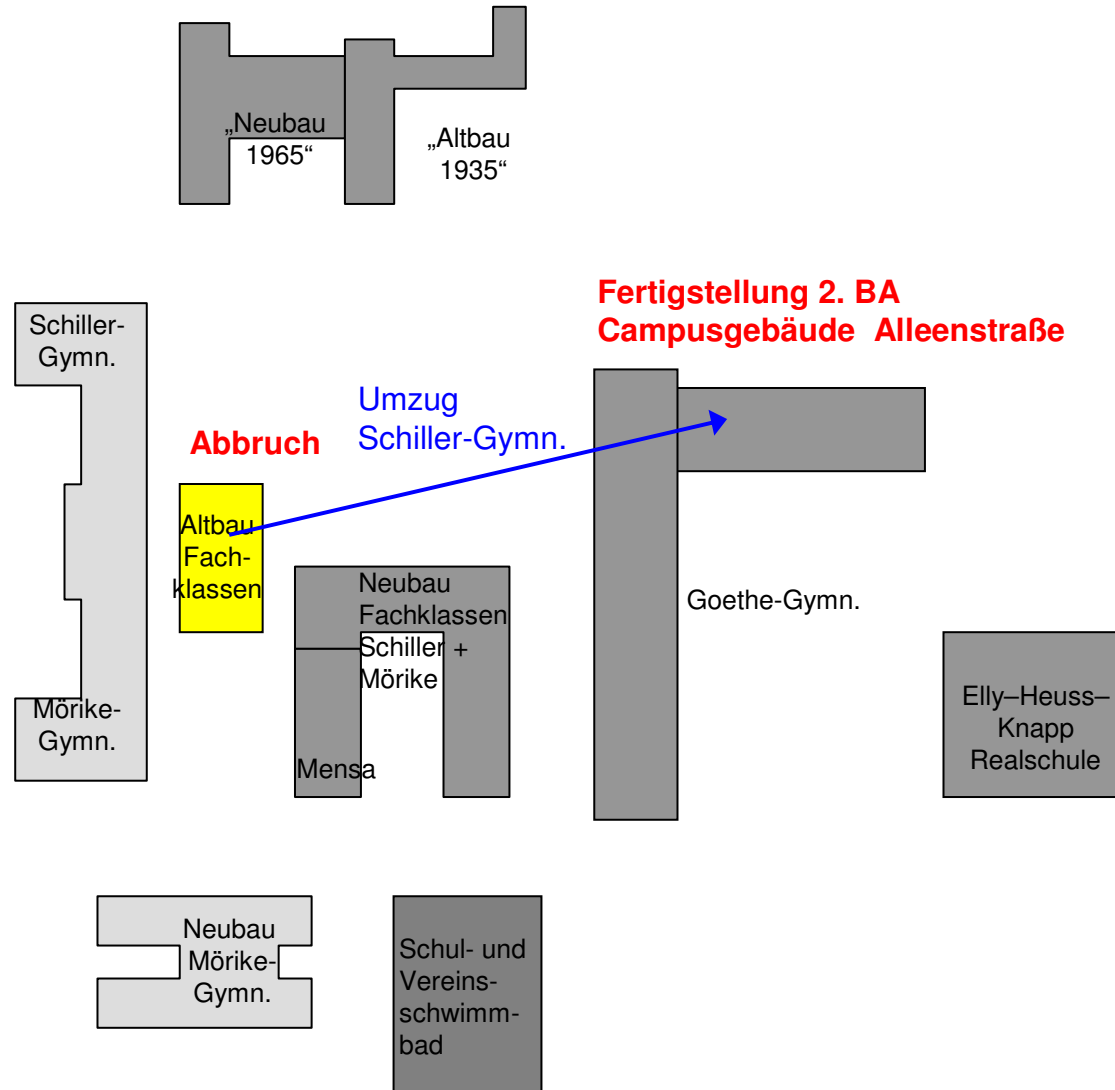 „Neubau
1965“
„Altbau
1935“
Fertigstellung 2. BA
Campusgebäude Alleenstraße
Schiller-
Gymn.
Umzug
Schiller-Gymn.
Abbruch
Altbau
Fach-
klassen
Neubau
Fachklassen
Schiller +
Mörike
Goethe-Gymn.
Mörike-
Gymn.
Mensa
Elly–Heuss–
Knapp
Realschule
Neubau
Mörike-
Gymn.
Schul- und
Vereins-
schwimm-
bad